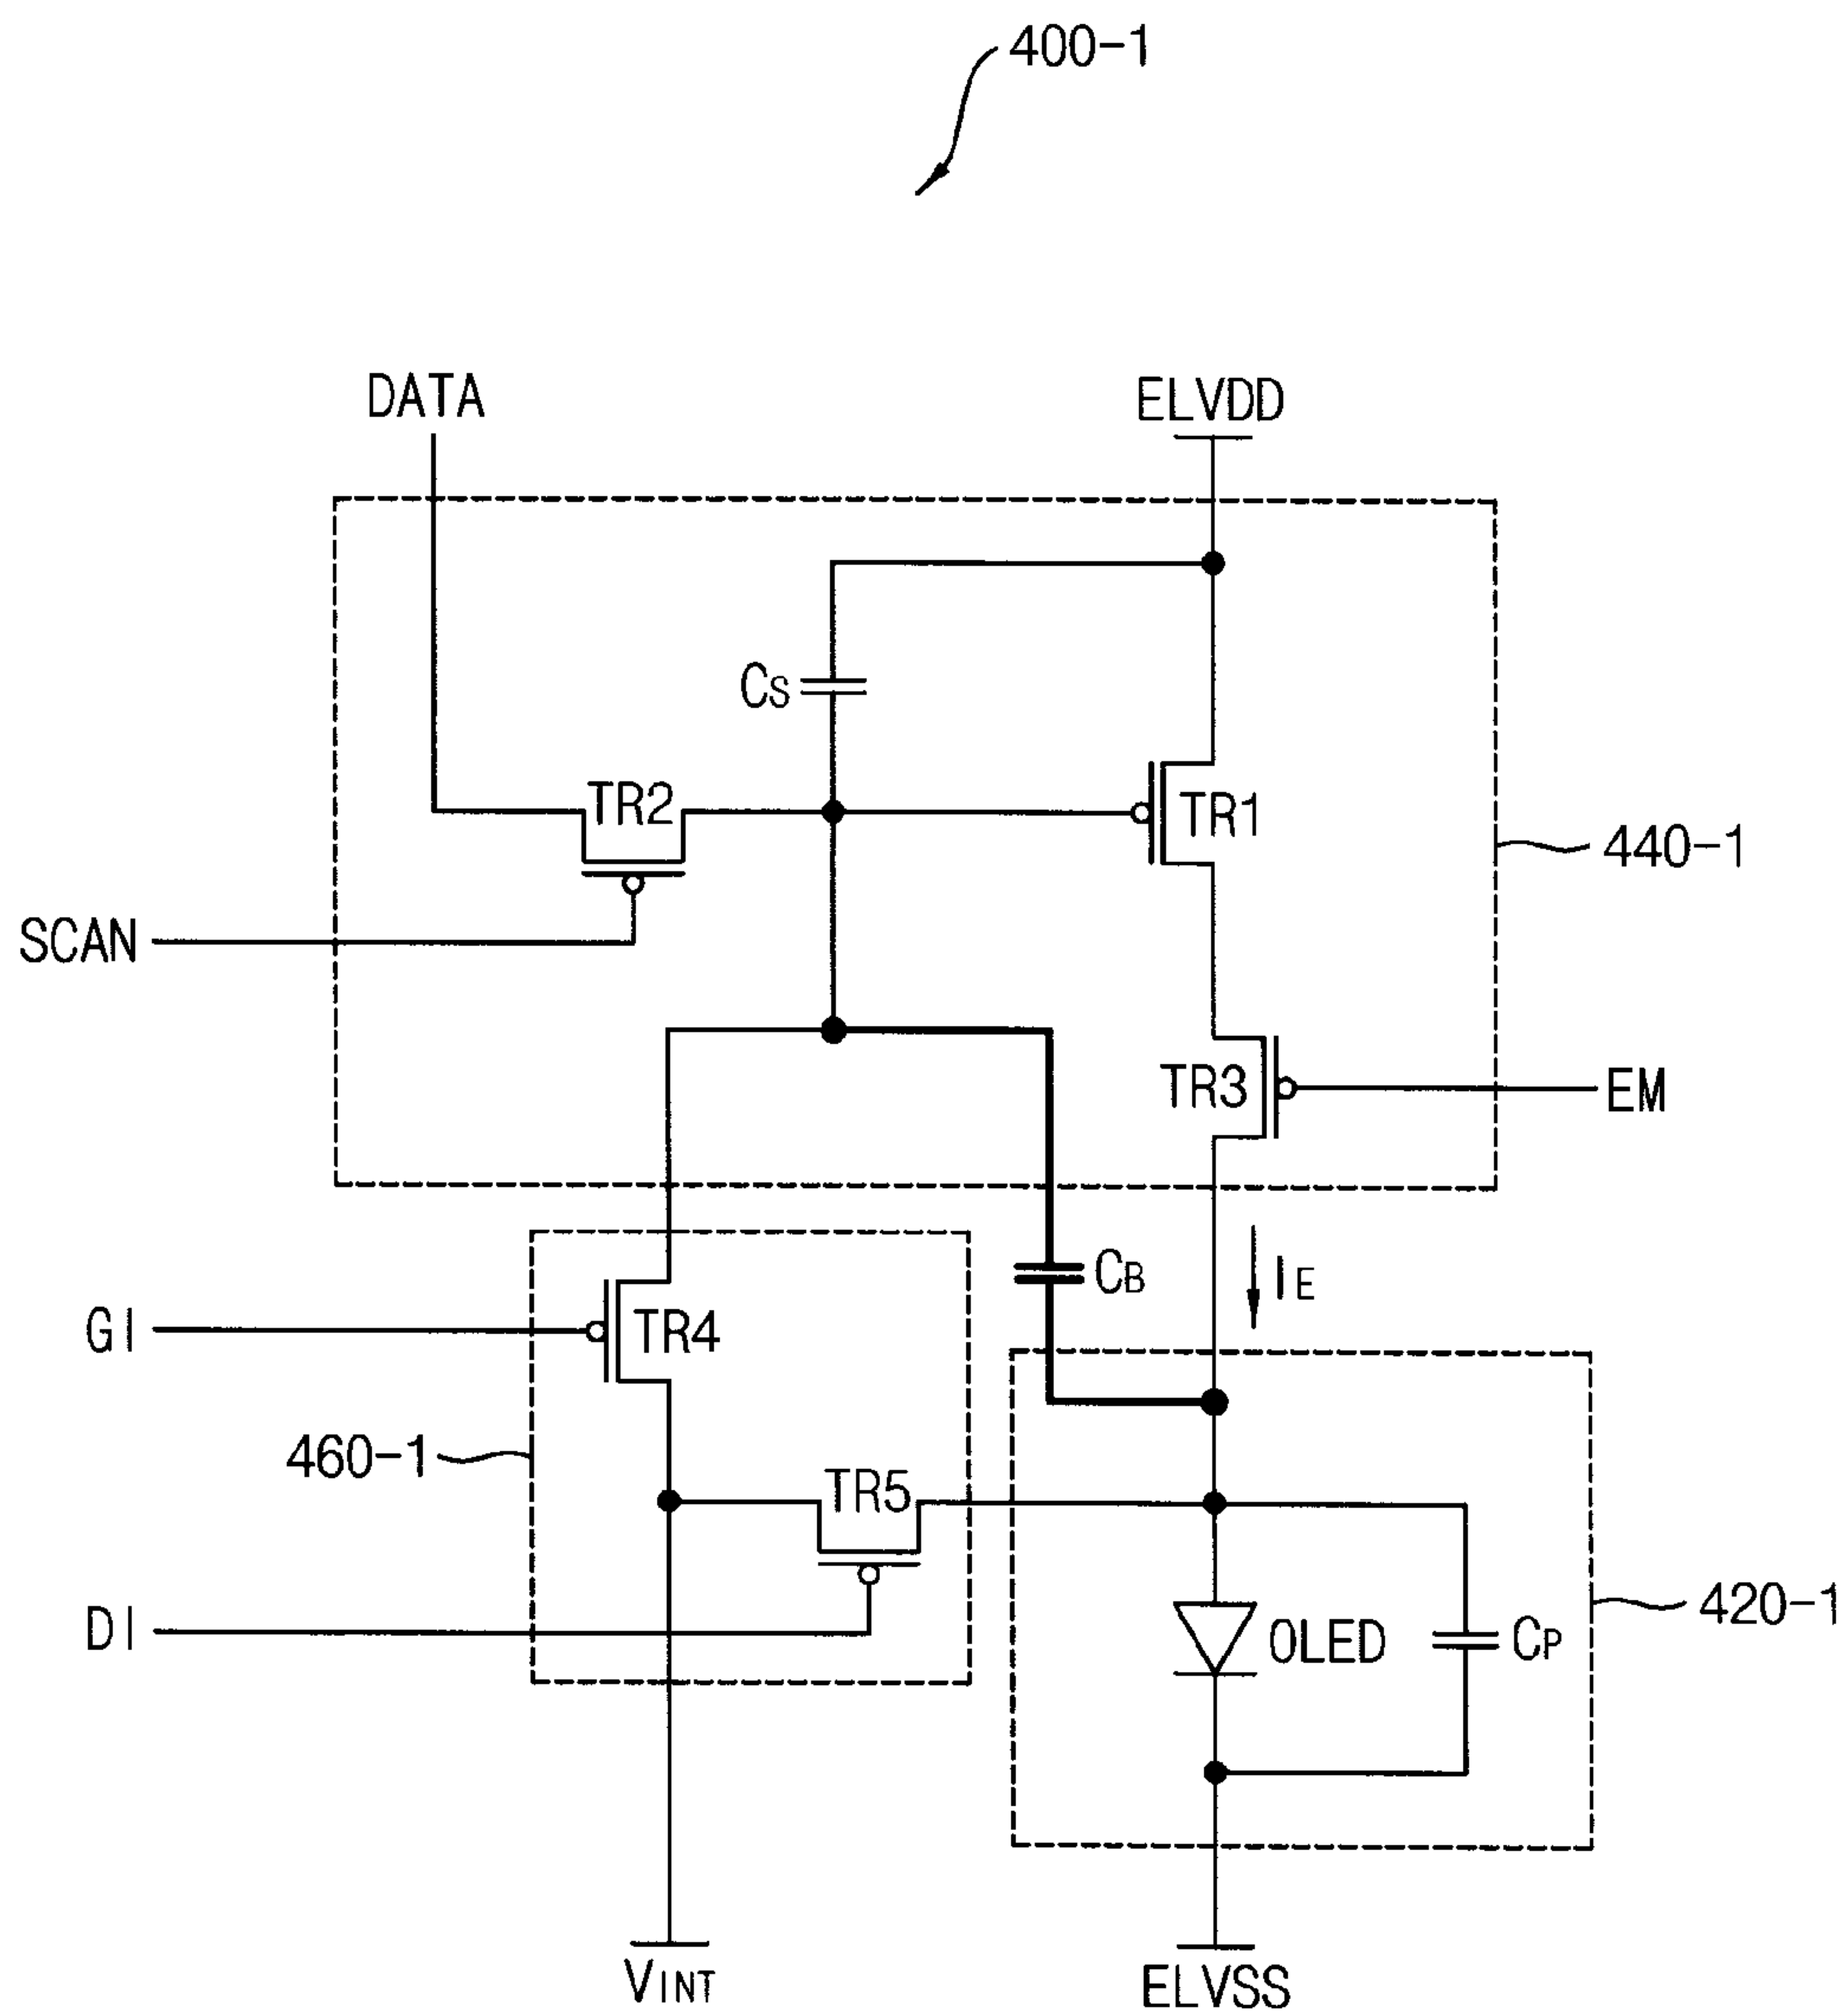 400-1
DATA
ELVDD
CS
TR2
TR1
440-1
SCAN
TR3
EM
CB
IE
GI
TR4
460-1
TR5
DI
OLED
CP
420-1
VINT
ELVSS